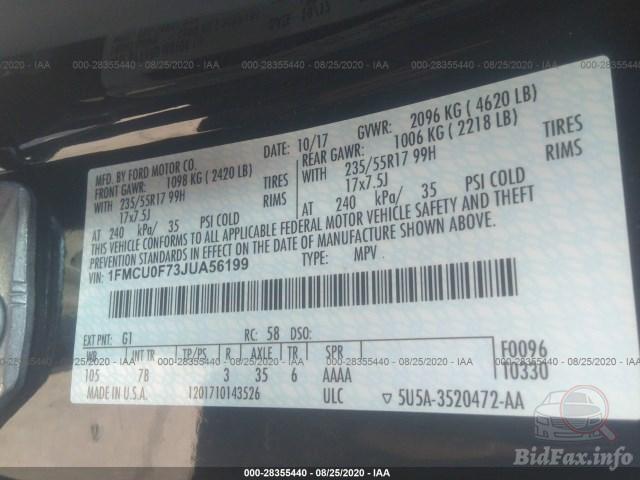 000-28355440 - 08/25/2020 - IAA
MFD. BY FORD MOTOR CO.
DATE: 10/17
GVWR: 2096 KG ( 4620 LB)
FRONT GAWR: 1098 KG ( 2420 LB)
REAR GAWR: 1006 KG ( 2218 LB)
WITH 235/55R17 99H TIRES
WITH 235/55R17 99H TIRES
17x7.5J RIMS
17x7.5J RIMS
AT 240 kPa/ 35 PSI COLD
AT 240 kPa/ 35 PSI COLD
THIS VEHICLE CONFORMS TO ALL APPLICABLE FEDERAL MOTOR VEHICLE SAFETY AND THEFT
PREVENTION STANDARDS IN EFFECT ON THE DATE OF MANUFACTURE SHOWN ABOVE.
VIN: 1FMCU0F73JUA56199
TYPE: MPV
EXT PNT: G1 RC: 58 DSO:
WB INT TR TP/PS R AXLE TR SPR
105 7B 3 35 6 AAAA
F0096
T0330
MADE IN U.S.A. 1201710143526 ULC ▽ 5U5A-3520472-AA
BidFax.info
000-28355440 - 08/25/2020 - IAA